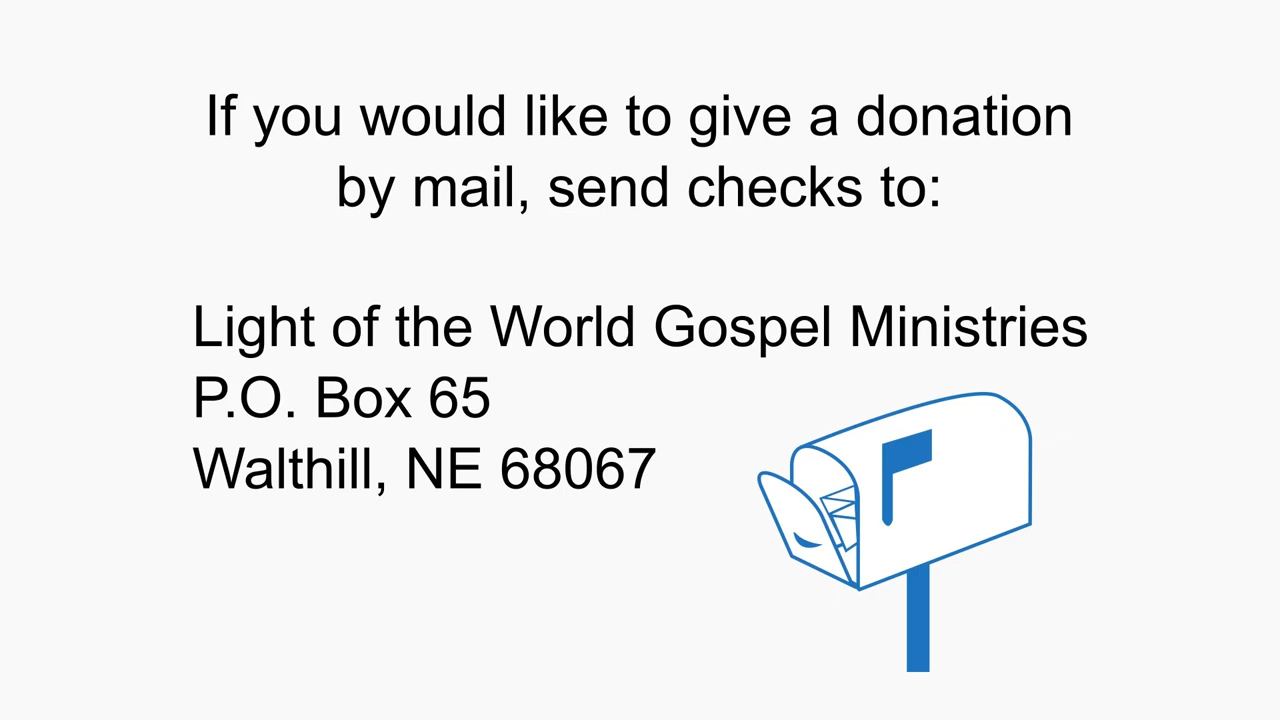 If you would like to give a donation
by mail, send checks to:
Light of the World Gospel Ministries
P.O. Box 65
Walthill, NE 68067